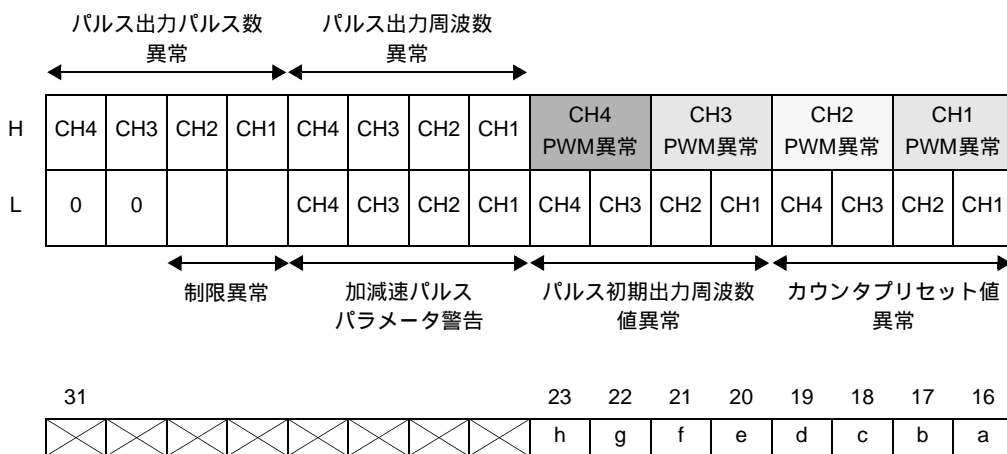 パルス出力パルス数 パルス出力周波数
異常 異常
H CH4 CH3 CH2 CH1 CH4 CH3 CH2 CH1 CH4 CH3 CH2 CH1
PWM異常 PWM異常 PWM異常 PWM異常
L 0 0 CH4 CH3 CH2 CH1 CH4 CH3 CH2 CH1 CH4 CH3 CH2 CH1
制限異常 加減速パルス パルス初期出力周波数 カウンタプリセット値
パラメータ警告 値異常 異常
31 23 22 21 20 19 18 17 16
h g f e d c b a